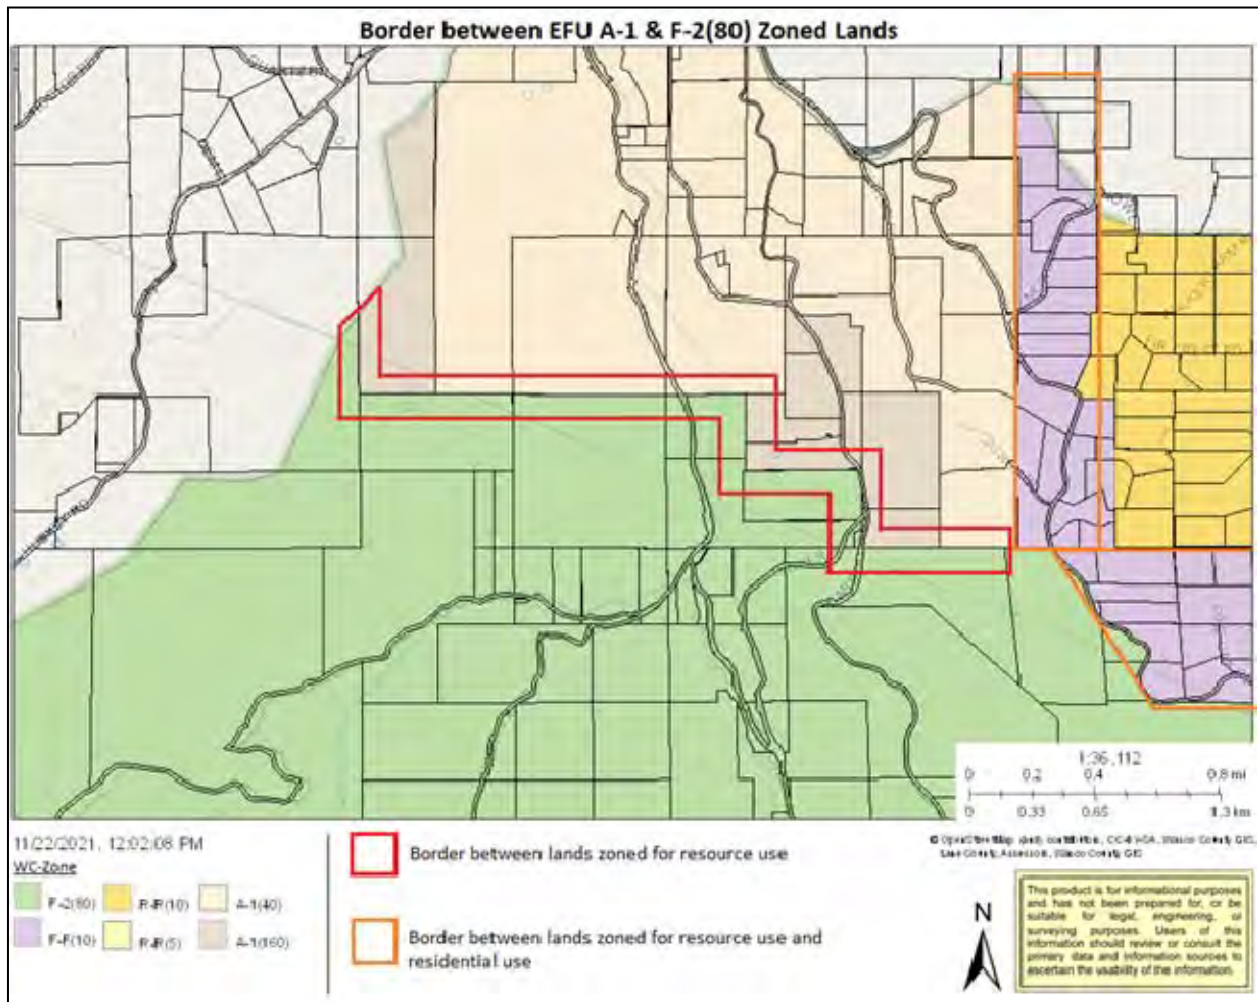 Border between EFU A-1 & F-2(80) Zoned Lands
1:36,112
0 0.2 0.4 0.8 mi
0 0.33 0.65 1.3 km
11/22/2021, 12:02:08 PM
WC-Zone
F-2(80) R-R(10) A-1(40)
F-F(10) R-R(5) A-1(160)
Border between lands zoned for resource use
Border between lands zoned for resource use and
residential use
N
This product is for informational purposes
and has not been prepared for, or be
suitable for legal, engineering, or
surveying purposes. Users of this
information should review or consult the
primary data and information sources to
ascertain the usability of the information.